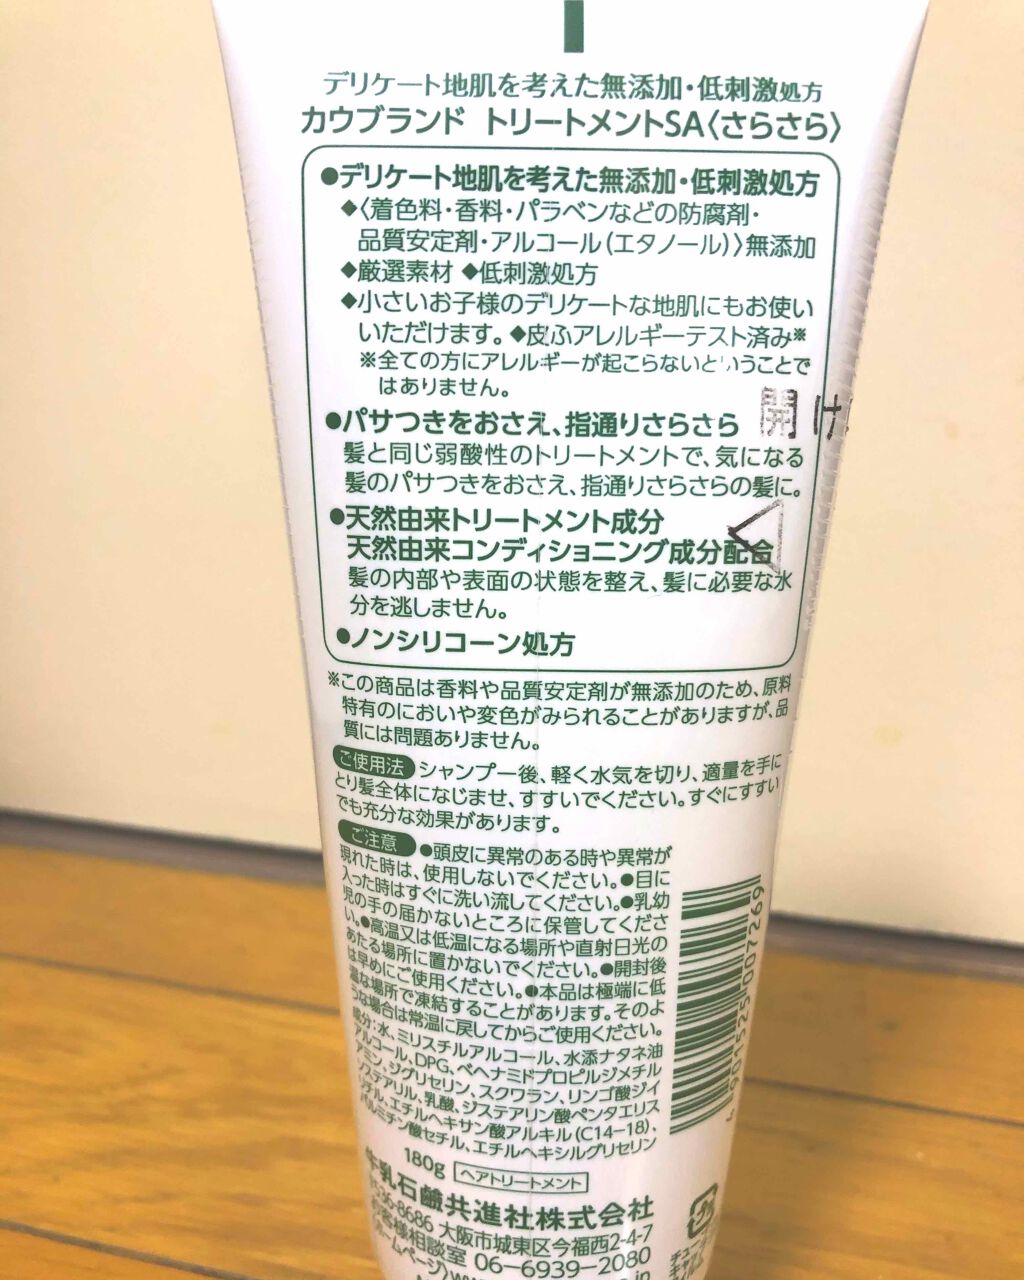 デリケート地肌を考えた無添加・低刺激処方
カウブランド トリートメントSA〈さらさら〉
●デリケート地肌を考えた無添加・低刺激処方
◆〈着色料・香料・パラベンなどの防腐剤・
品質安定剤・アルコール(エタノール)〉無添加
◆厳選素材 ◆低刺激処方
◆小さいお子様のデリケートな地肌にもお使い
いただけます。◆皮ふアレルギーテスト済み※
※全ての方にアレルギーが起こらないということで
はありません。
●パサつきをおさえ、指通りさらさら
開け
髪と同じ弱酸性のトリートメントで、気になる
髪のパサつきをおさえ、指通りさらさらの髪に。
●天然由来トリートメント成分
天然由来コンディショニング成分配合
髪の内部や表面の状態を整え、髪に必要な水
分を逃しません。
●ノンシリコーン処方
※この商品は香料や品質安定剤が無添加のため、原料
特有のにおいや変色がみられることがありますが、品
質には問題ありません。
ご使用法 シャンプー後、軽く水気を切り、適量を手に
とり髪全体になじませ、すすいでください。すぐにすすい
でも充分な効果があります。
ご注意 ●頭皮に異常のある時や異常が
現れた時は、使用しないでください。●目に
入った時はすぐに洗い流してください。●乳幼
児の手の届かないところに保管してくださ
い。●高温又は低温になる場所や直射日光の
あたる場所に置かないでください。●開封後
は早めにご使用ください。●本品は極端に低
温な場所で凍結することがあります。そのよ
うな場合は常温に戻してからご使用ください。
成分:水、ミリスチルアルコール、水添ナタネ油
アルコール、DPG、ベヘナミドプロピルジメチル
アミン、ジグリセリン、スクワラン、リンゴ酸ジイ
ソステアリル、乳酸、ジステアリン酸ペンタエリス
リチル、エチルヘキサン酸アルキル(C14-18)、
パルミチン酸セチル、エチルヘキシルグリセリン
4 901525 007269
180g ヘアトリートメント
牛乳石鹸共進社株式会社
536-8686 大阪市城東区今福西2-4-7
お客様相談室 06-6939-2080